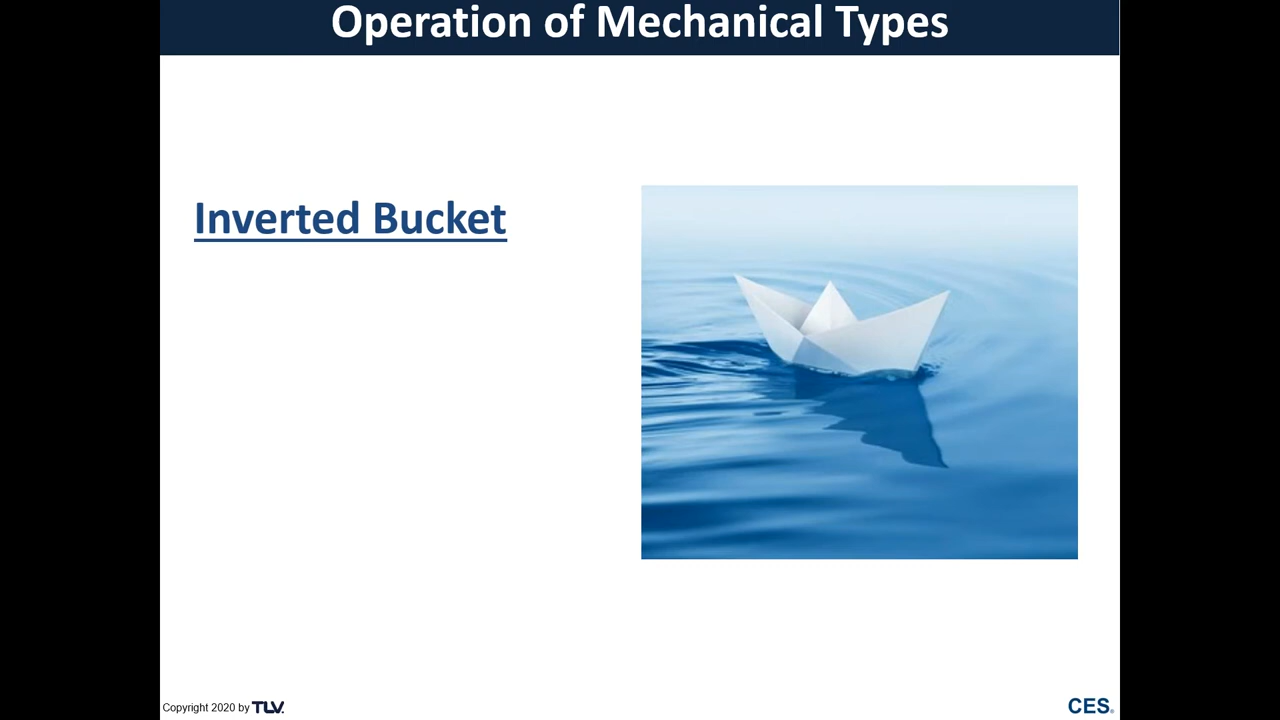 Operation of Mechanical Types
Inverted Bucket
Copyright 2020 by TLV.
CES®